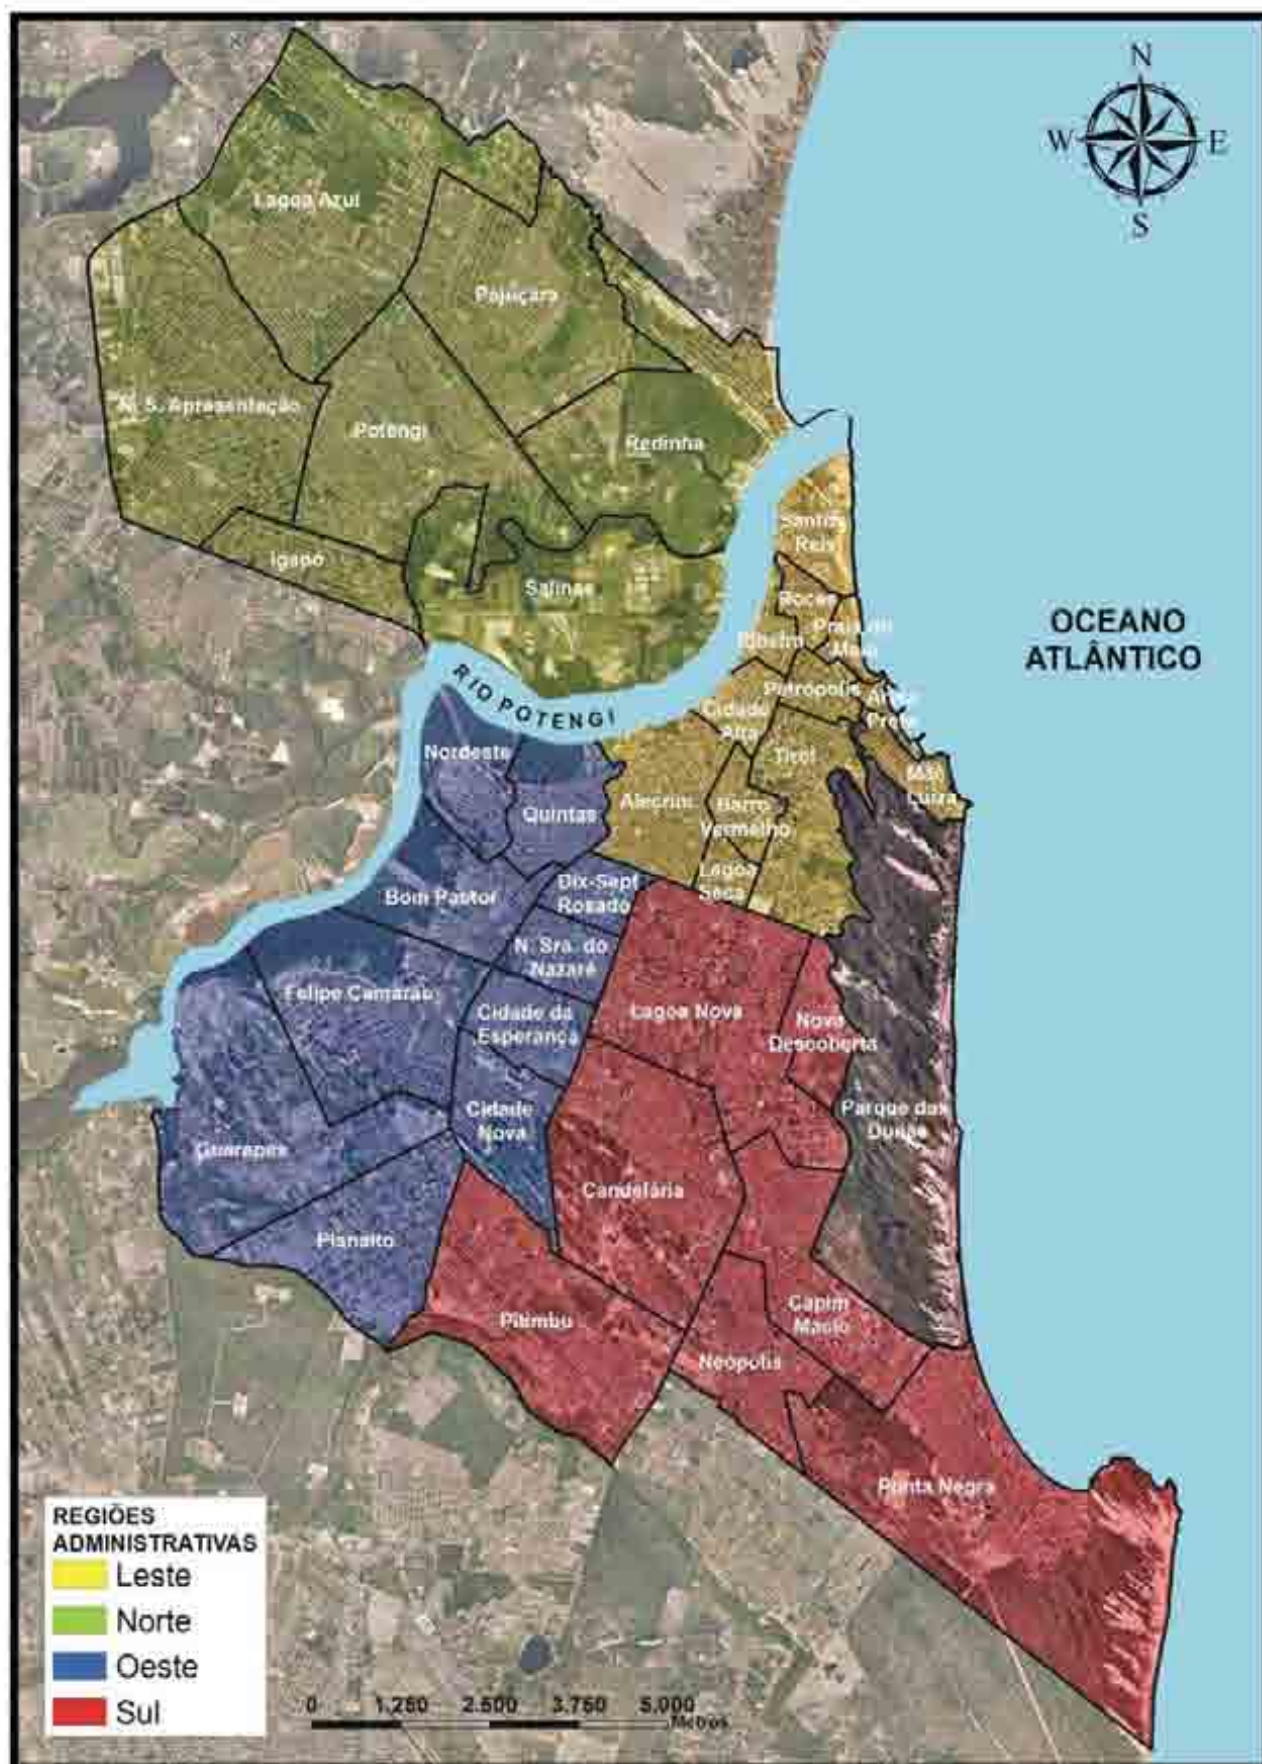 N
W
E
S
Lagoa Azul
Pajuçara
N. S. Apresentação
Potengi
Redinha
Igapó
Salinas
Santos
Reis
Rocas
Ribeira
Praia do
Meio
Petrópolis
Areia
Preta
Cidade
Alta
Tirol
Mãe
Luiza
OCEANO
ATLÂNTICO
RIO POTENGI
Nordeste
Quintas
Alecrim
Barro
Vermelho
Lagoa
Seca
Dix-Sept
Rosado
Bom Pastor
N. Sra. do
Nazaré
Felipe Camarão
Cidade da
Esperança
Lagoa Nova
Nova
Descoberta
Cidade
Nova
Parque das
Dunas
Guarapes
Candelária
Planalto
Pitimbu
Capim
Macio
Neópolis
Ponta Negra
REGIÕES
ADMINISTRATIVAS
Leste
Norte
Oeste
Sul
0 1.250 2.500 3.750 5.000
Metros